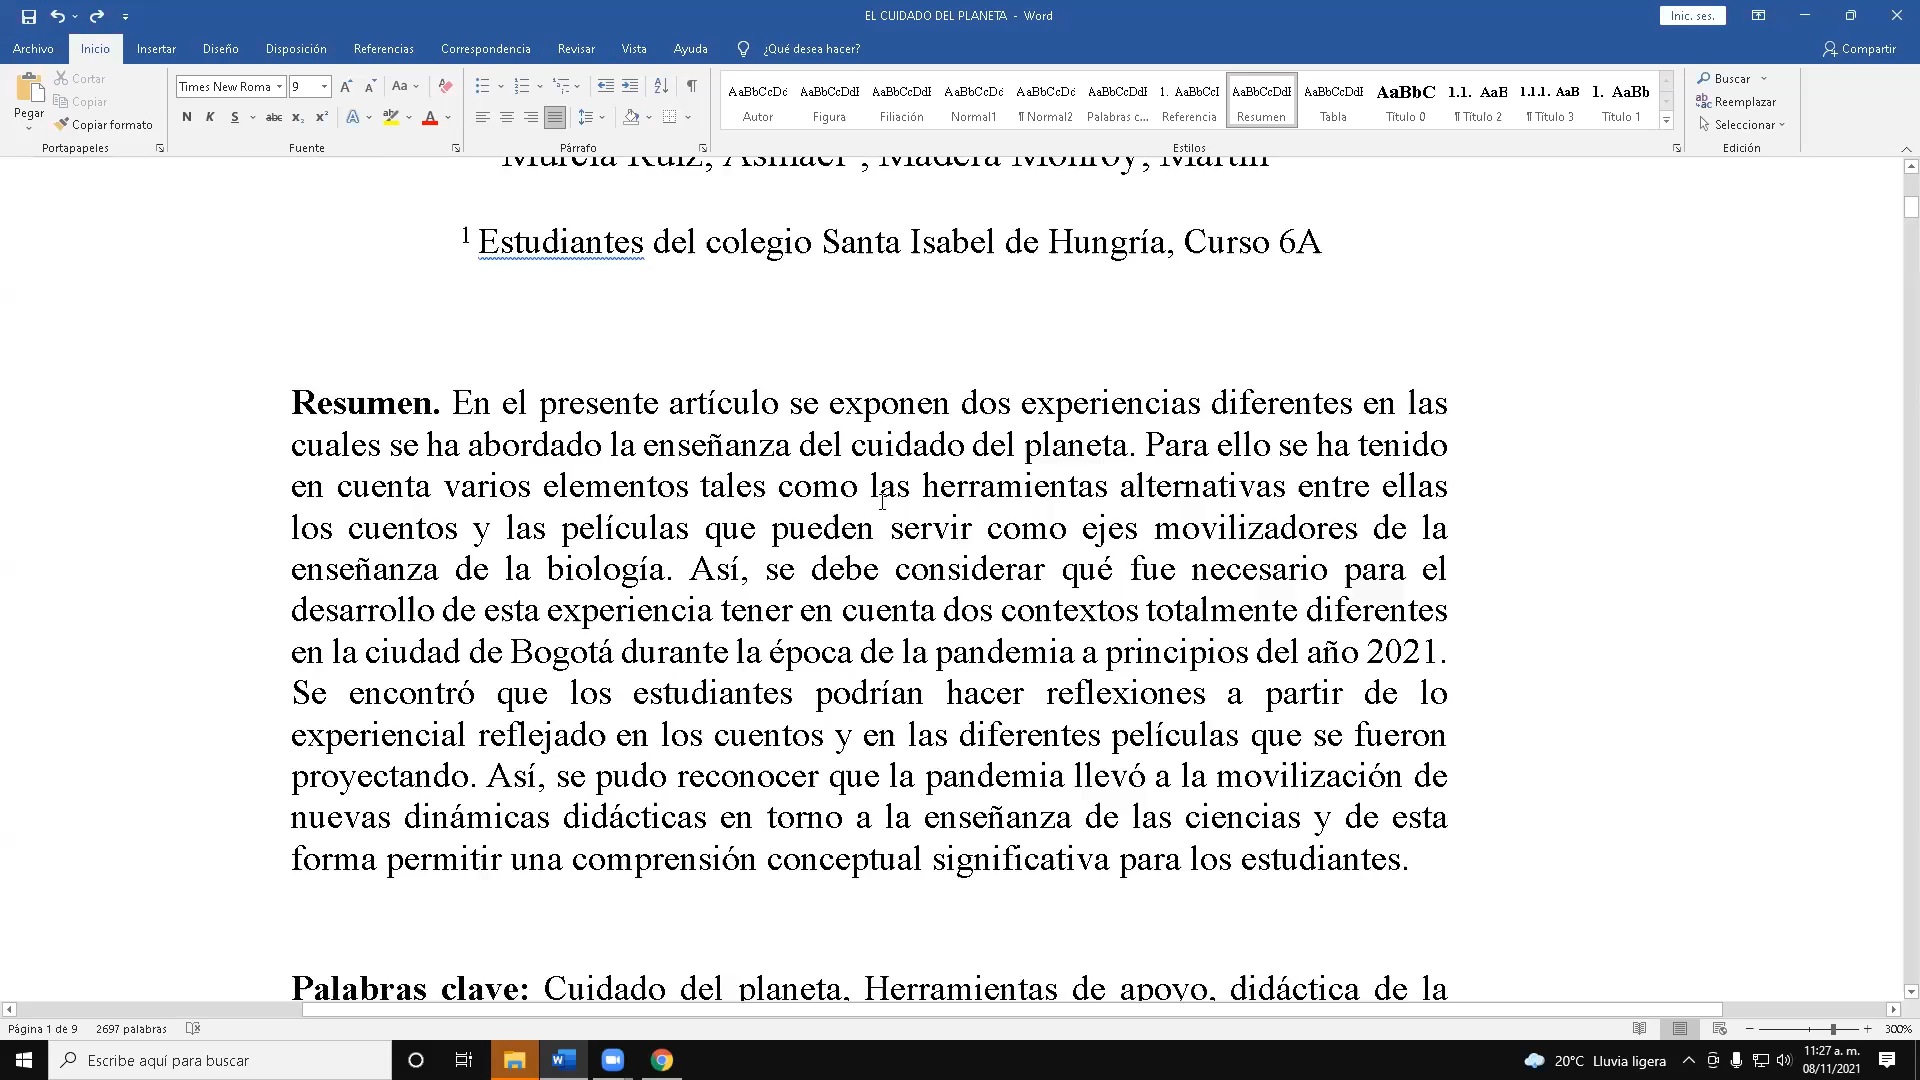 EL CUIDADO DEL PLANETA - Word
Inic. ses.
Archivo Inicio Insertar Diseño Disposición Referencias Correspondencia Revisar Vista Ayuda ¿Qué desea hacer? Compartir
Pegar
Cortar
Copiar
Copiar formato
Portapapeles
Times New Roma 9
Aa
N K S abc x₂ x² A A
Fuente
Párrafo
AaBbCcDc AaBbCcDdI AaBbCcDdI AaBbCcDc AaBbCcDc AaBbCcDdI 1. AaBbCcI AaBbCcDdI AaBbCcDdI AaBbC 1.1. AaB 1.1.1. AaB 1. AaBb
Autor Figura Filiación Normal1 ¶ Normal2 Palabras c... Referencia Resumen Tabla Título 0 ¶ Título 2 ¶ Título 3 Título 1
Estilos
Buscar
Reemplazar
Seleccionar
Edición
Murcia Ruiz, Asmaer , Madera Monroy, Martin
1 Estudiantes del colegio Santa Isabel de Hungría, Curso 6A
Resumen. En el presente artículo se exponen dos experiencias diferentes en las
cuales se ha abordado la enseñanza del cuidado del planeta. Para ello se ha tenido
en cuenta varios elementos tales como las herramientas alternativas entre ellas
los cuentos y las películas que pueden servir como ejes movilizadores de la
enseñanza de la biología. Así, se debe considerar qué fue necesario para el
desarrollo de esta experiencia tener en cuenta dos contextos totalmente diferentes
en la ciudad de Bogotá durante la época de la pandemia a principios del año 2021.
Se encontró que los estudiantes podrían hacer reflexiones a partir de lo
experiencial reflejado en los cuentos y en las diferentes películas que se fueron
proyectando. Así, se pudo reconocer que la pandemia llevó a la movilización de
nuevas dinámicas didácticas en torno a la enseñanza de las ciencias y de esta
forma permitir una comprensión conceptual significativa para los estudiantes.
Palabras clave: Cuidado del planeta, Herramientas de apoyo, didáctica de la
Página 1 de 9 2697 palabras 300%
Escribe aquí para buscar
20°C Lluvia ligera
11:27 a. m.
08/11/2021